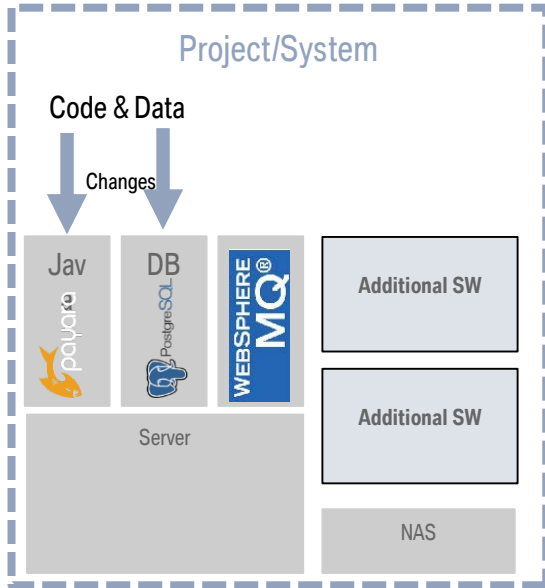 Project/System
Code & Data
Changes
Jav
payara
DB
PostgreSQL
WEBSPHERE
MQ®
Additional SW
Additional SW
Server
NAS